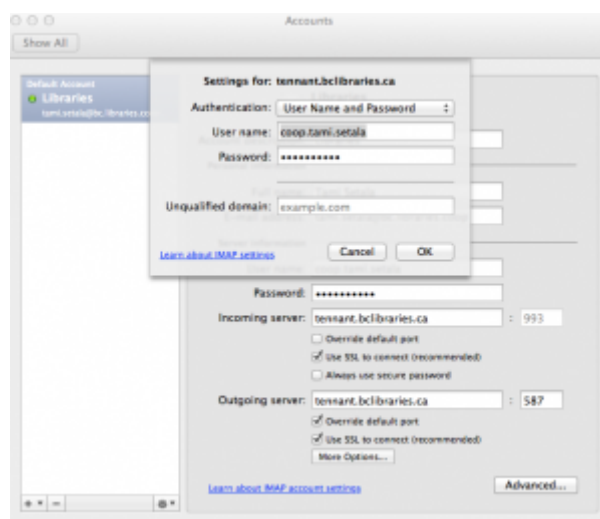 Accounts
Show All
Default Account
Libraries
Settings for: tennant.bclibraries.ca
Authentication: User Name and Password
User name: coop.tami.setala
Password: ••••••••••
Unqualified domain: example.com
Learn about IMAP settings
Cancel
OK
Password: ••••••••••
Incoming server: tennant.bclibraries.ca : 993
Override default port
Use SSL to connect (recommended)
Always use secure password
Outgoing server: tennant.bclibraries.ca : 587
Override default port
Use SSL to connect (recommended)
More Options...
Learn about IMAP account settings
Advanced...